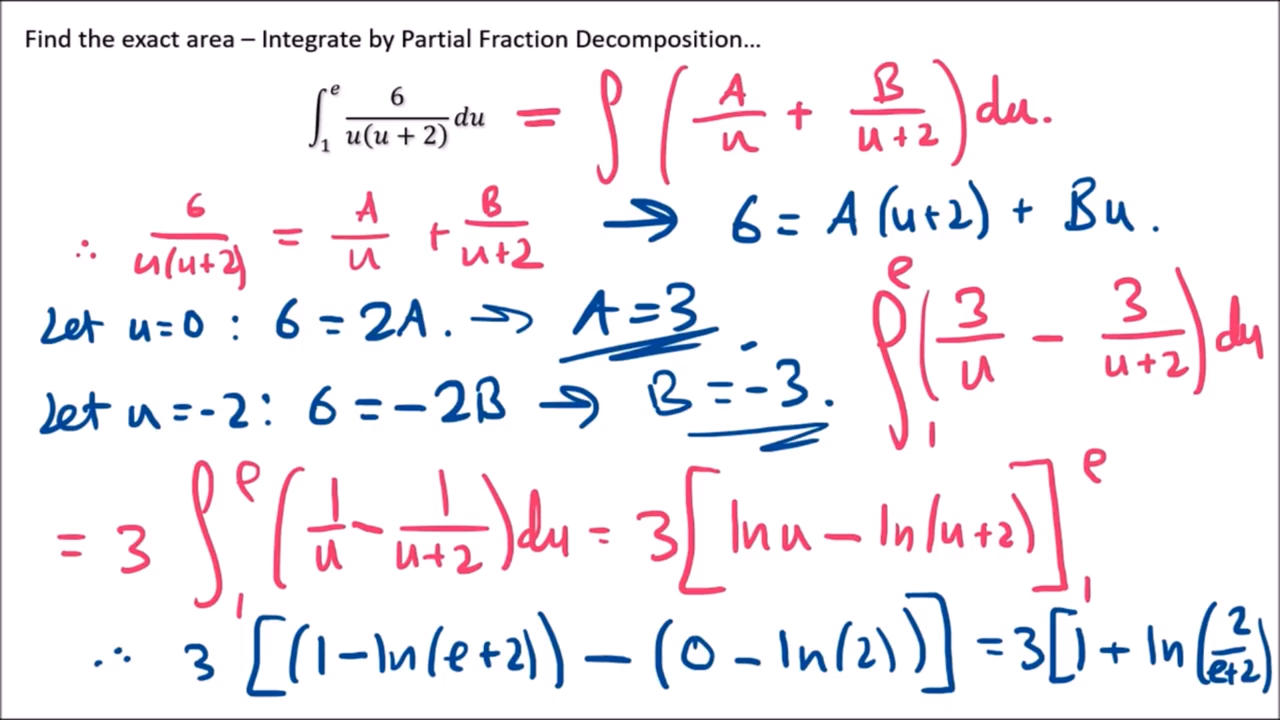 Find the exact area – Integrate by Partial Fraction Decomposition...
∫₁ᵉ 6/(u(u + 2)) du = ∫ (A/u + B/(u+2)) du.
∴ 6/(u(u+2)) = A/u + B/(u+2) → 6 = A(u+2) + Bu.
Let u=0 : 6 = 2A. → A = 3
Let u=-2 : 6 = -2B → B = -3.
∫₁ᵉ (3/u - 3/(u+2)) du
= 3 ∫₁ᵉ (1/u - 1/(u+2)) du = 3 [ln u - ln(u+2)]₁ᵉ
∴ 3 [(1 - ln(e+2)) - (0 - ln(2))] = 3[1 + ln(2/(e+2))